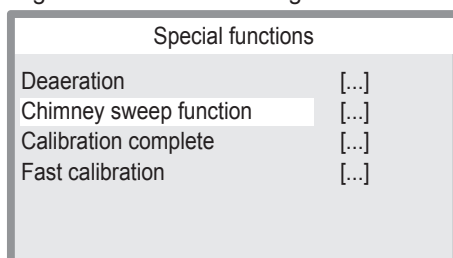 Special functions
Deaeration [...]
Chimney sweep function [...]
Calibration complete [...]
Fast calibration [...]